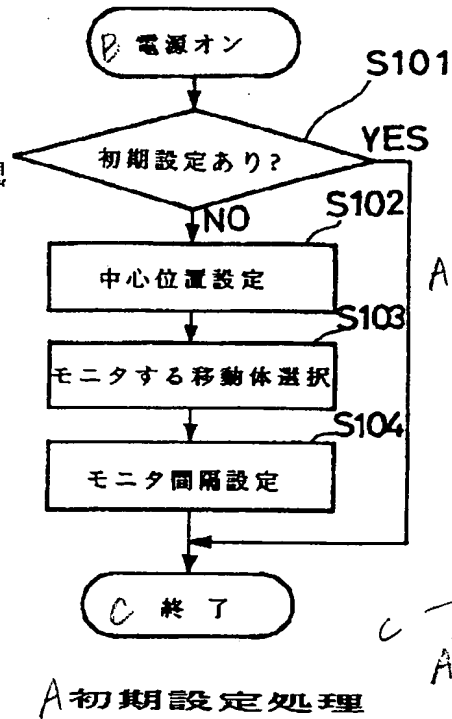 B 電源オン
S101
初期設定あり?
YES
NO
S102
中心位置設定
A
S103
モニタする移動体選択
S104
モニタ間隔設定
C 終了
C
A
A 初期設定処理